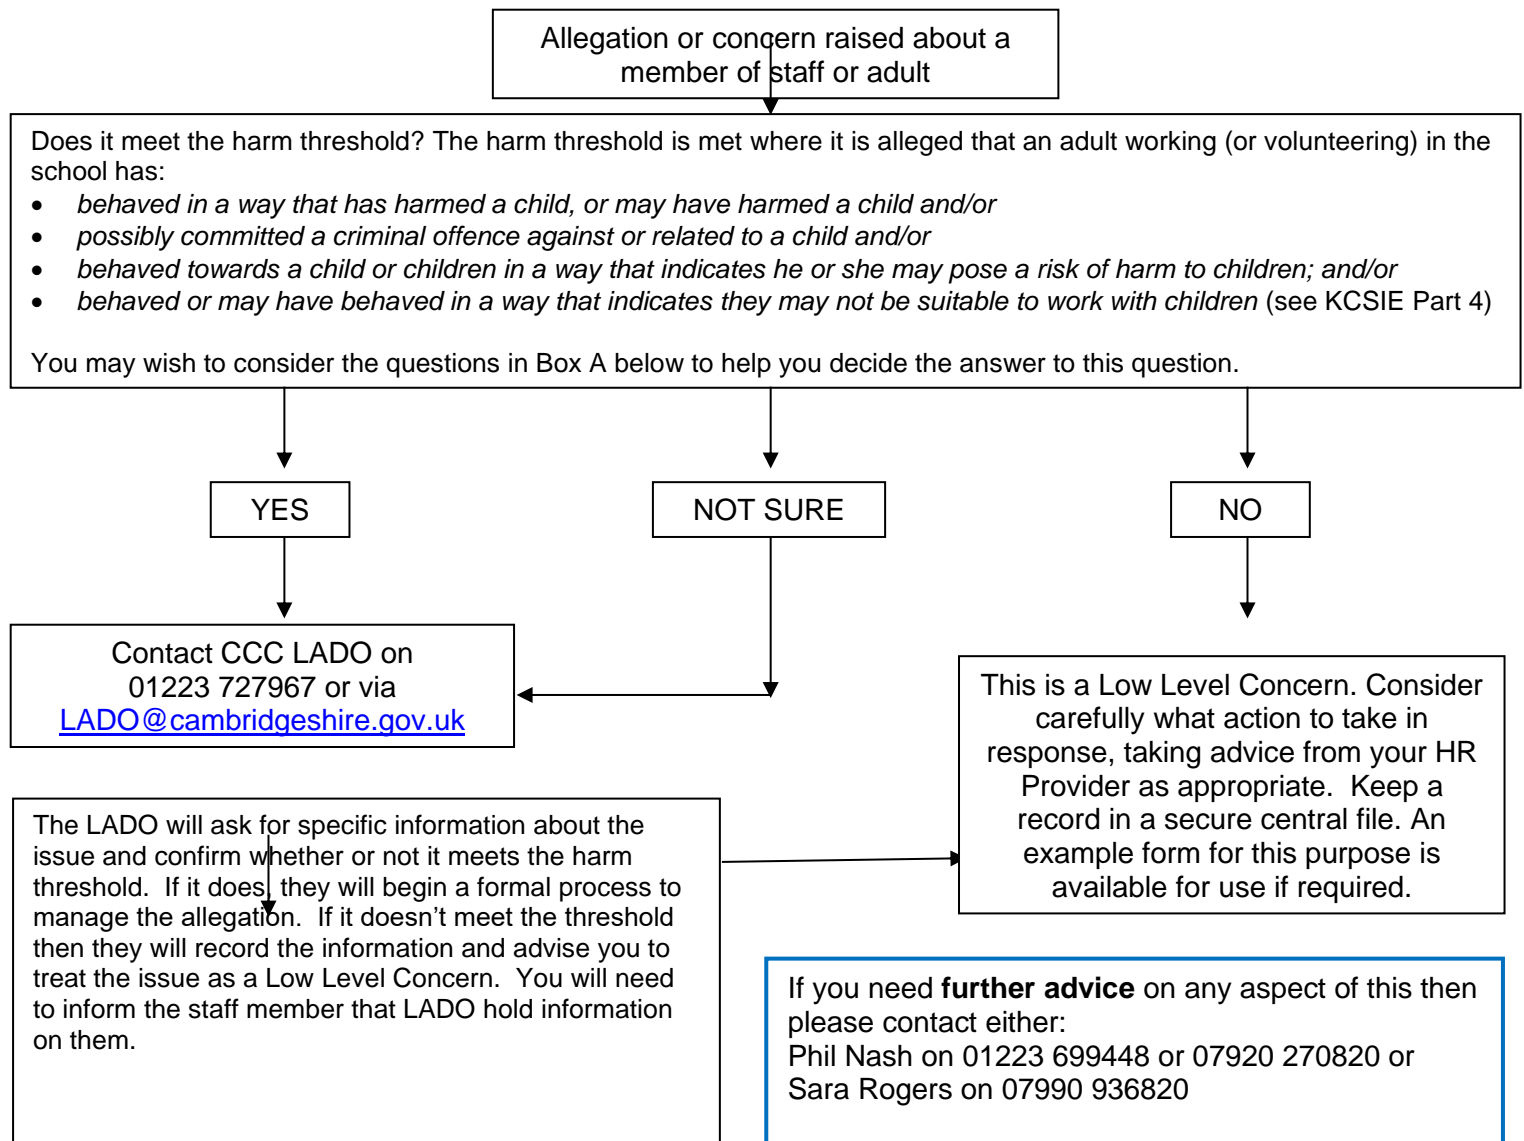 Allegation or concern raised about a
member of staff or adult
Does it meet the harm threshold? The harm threshold is met where it is alleged that an adult working (or volunteering) in the
school has:
• behaved in a way that has harmed a child, or may have harmed a child and/or
• possibly committed a criminal offence against or related to a child and/or
• behaved towards a child or children in a way that indicates he or she may pose a risk of harm to children; and/or
• behaved or may have behaved in a way that indicates they may not be suitable to work with children (see KCSIE Part 4)
You may wish to consider the questions in Box A below to help you decide the answer to this question.
YES
NOT SURE
NO
Contact CCC LADO on
01223 727967 or via
LADO@cambridgeshire.gov.uk
This is a Low Level Concern. Consider
carefully what action to take in
response, taking advice from your HR
Provider as appropriate. Keep a
record in a secure central file. An
example form for this purpose is
available for use if required.
The LADO will ask for specific information about the
issue and confirm whether or not it meets the harm
threshold. If it does, they will begin a formal process to
manage the allegation. If it doesn’t meet the threshold
then they will record the information and advise you to
treat the issue as a Low Level Concern. You will need
to inform the staff member that LADO hold information
on them.
If you need further advice on any aspect of this then
please contact either:
Phil Nash on 01223 699448 or 07920 270820 or
Sara Rogers on 07990 936820